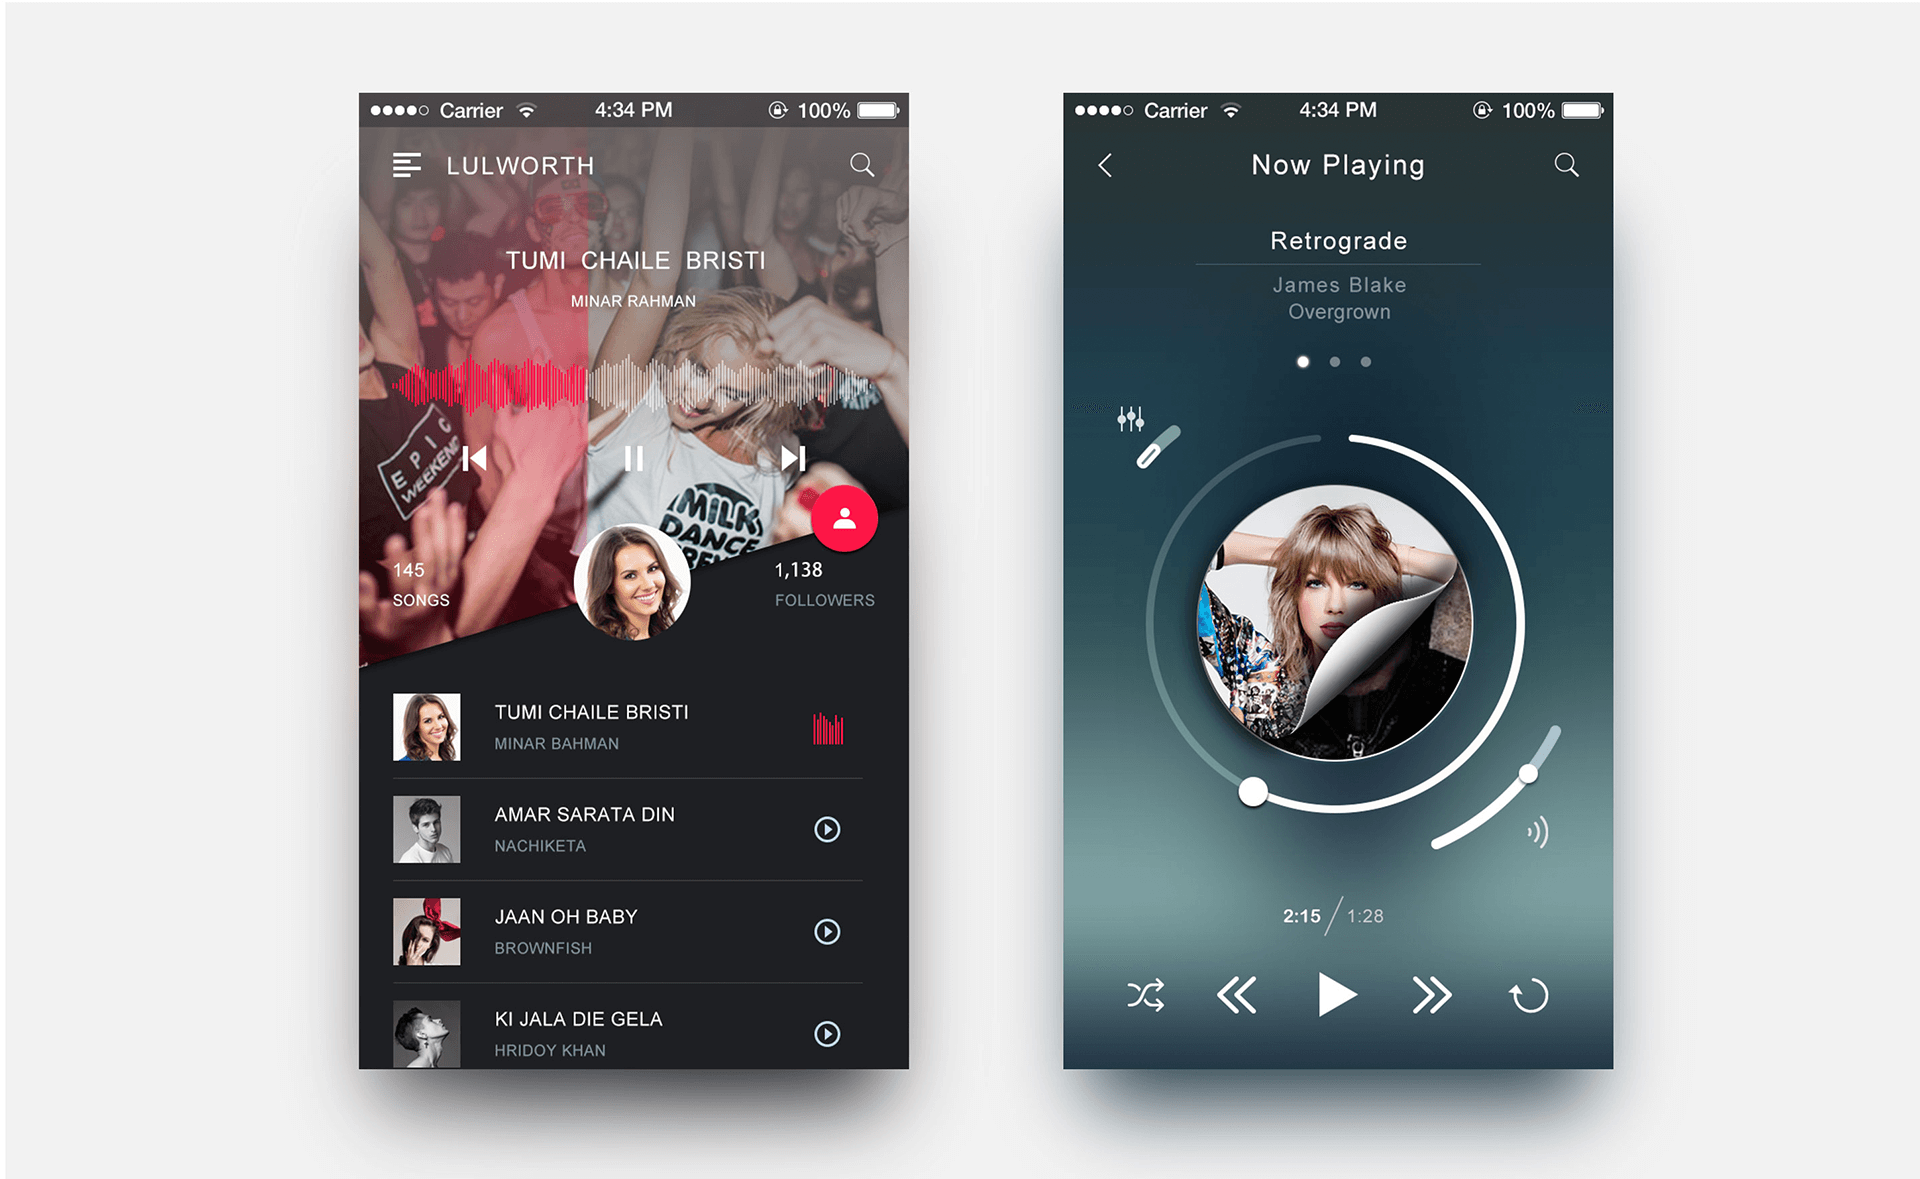 Carrier 4:34 PM 100%
LULWORTH
TUMI CHAILE BRISTI
MINAR RAHMAN
EPIC
WEEKEND
MILK
DANCE
145
SONGS
1,138
FOLLOWERS
TUMI CHAILE BRISTI
MINAR BAHMAN
AMAR SARATA DIN
NACHIKETA
JAAN OH BABY
BROWNFISH
KI JALA DIE GELA
HRIDOY KHAN
Carrier 4:34 PM 100%
Now Playing
Retrograde
James Blake
Overgrown
2:15 / 1:28